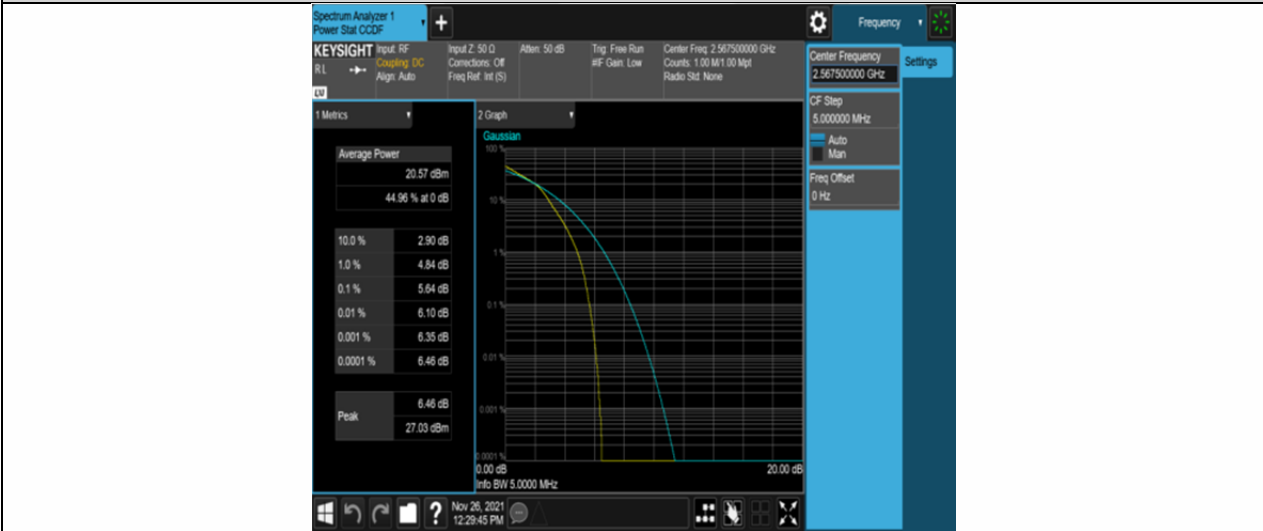 Spectrum Analyzer 1
Power Stat CCDF
Frequency
KEYSIGHT
Input: RF
Coupling: DC
Align: Auto
R L
LV
Input Z: 50 Ω
Corrections: Off
Freq Ref: Int (S)
Atten: 50 dB
Trig: Free Run
#IF Gain: Low
Center Freq: 2.567500000 GHz
Counts: 1.00 M/1.00 Mpt
Radio Std: None
Center Frequency
2.567500000 GHz
Settings
CF Step
5.000000 MHz
Auto
Man
Freq Offset
0 Hz
1 Metrics
Average Power
20.57 dBm
44.96 % at 0 dB
10.0 % 2.90 dB
1.0 % 4.84 dB
0.1 % 5.64 dB
0.01 % 6.10 dB
0.001 % 6.35 dB
0.0001 % 6.46 dB
Peak
6.46 dB
27.03 dBm
2 Graph
Gaussian
100 %
10 %
1 %
0.1 %
0.01 %
0.001 %
0.0001 %
0.00 dB
20.00 dB
Info BW 5.0000 MHz
?
Nov 26, 2021
12:29:45 PM